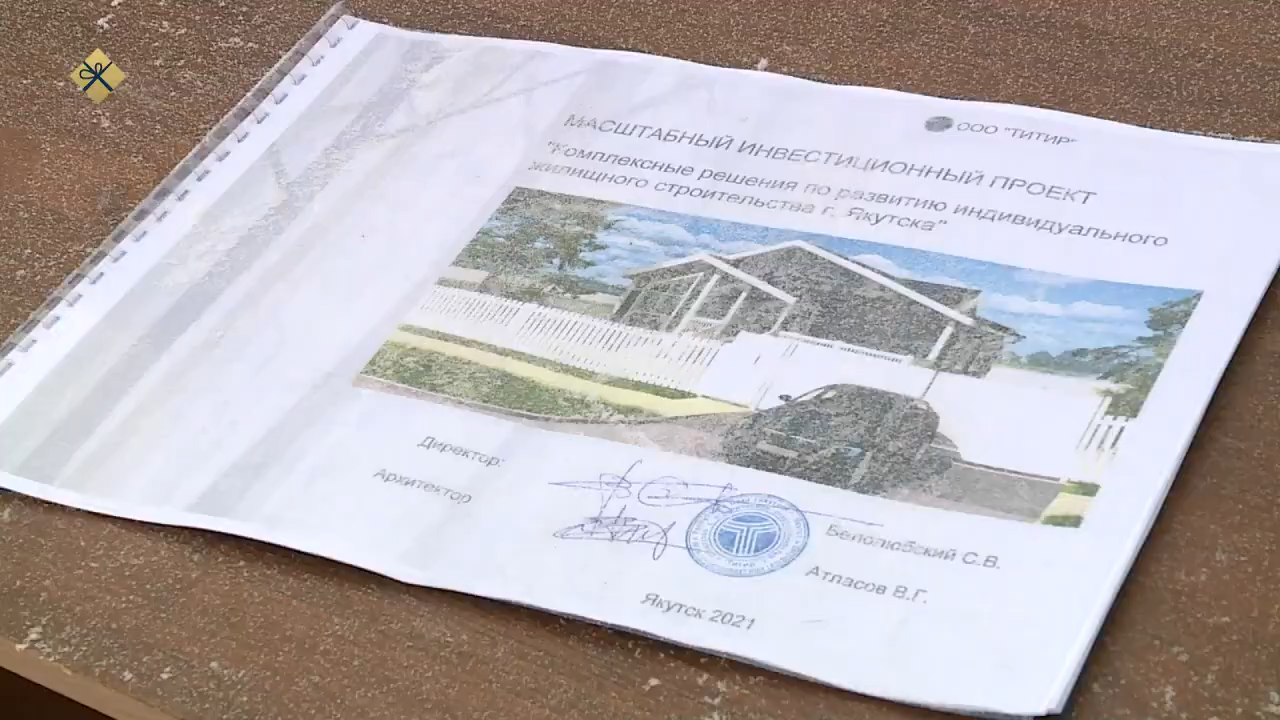 ООО "ТИТИР"
МАСШТАБНЫЙ ИНВЕСТИЦИОННЫЙ ПРОЕКТ
"Комплексные решения по развитию индивидуального
жилищного строительства г. Якутска"
Директор:
Белолюбский С.В.
Архитектор
Атласов В.Г.
Якутск 2021